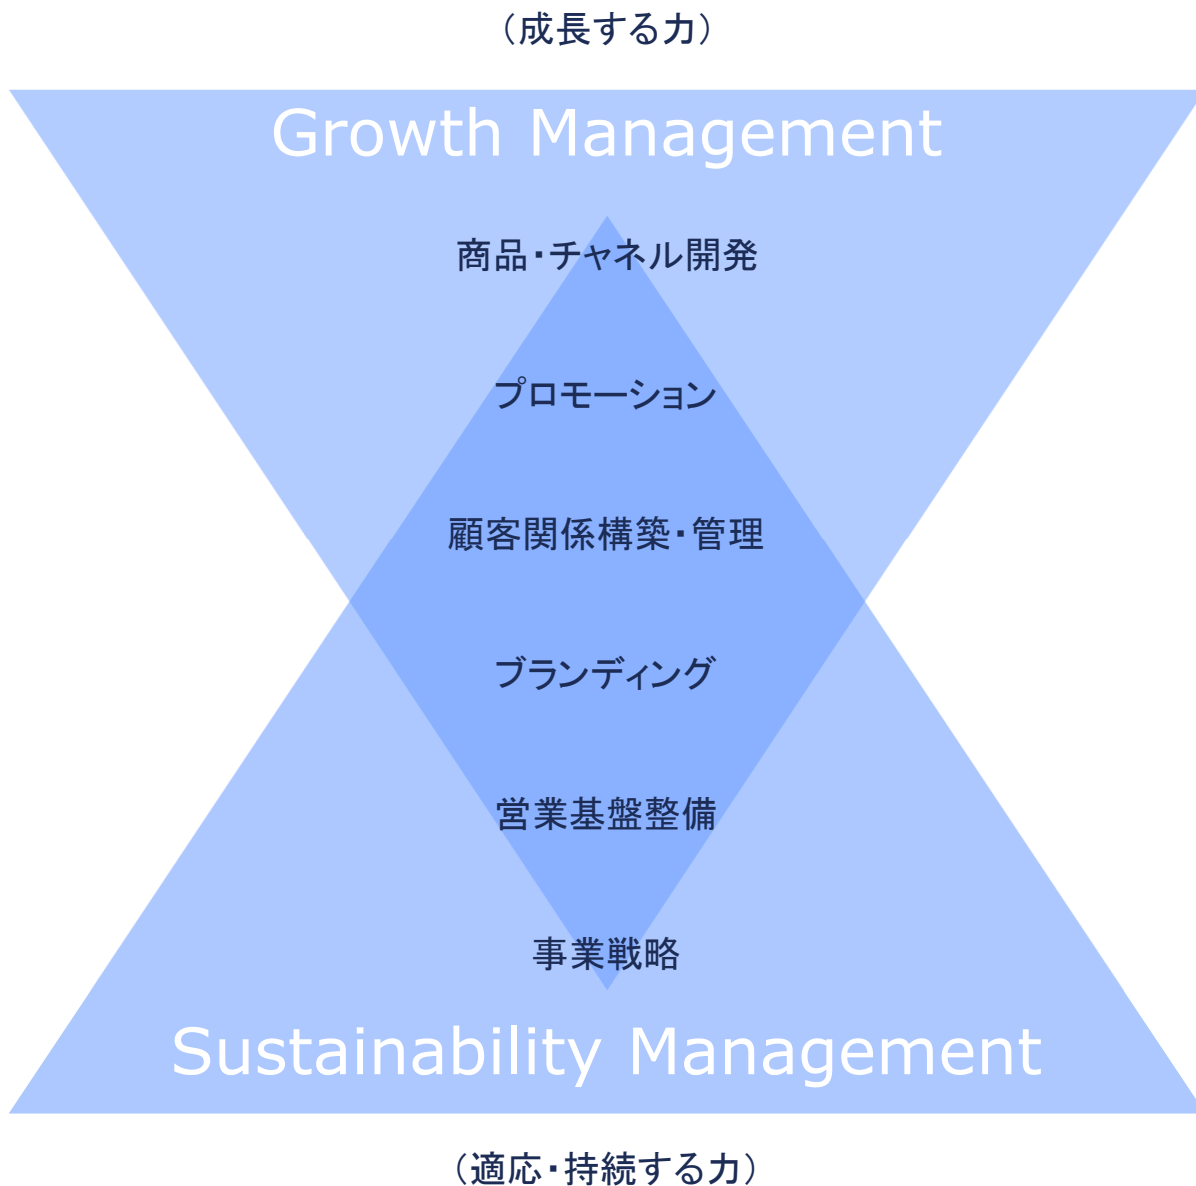 （成長する力）
Growth Management
商品・チャネル開発
プロモーション
顧客関係構築・管理
ブランディング
営業基盤整備
事業戦略
Sustainability Management
（適応・持続する力）